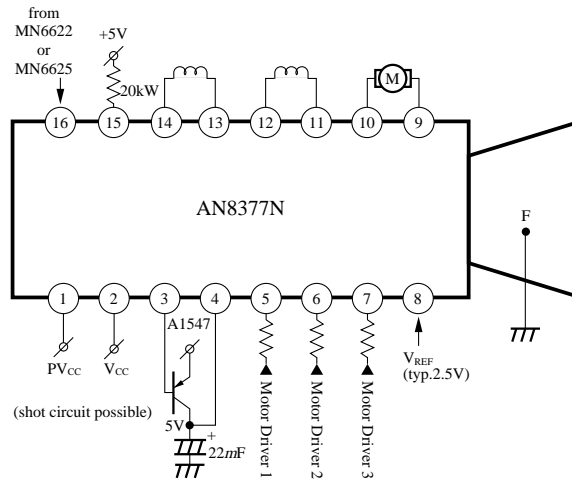 from
MN6622
or
MN6625
+5V
20kW
M
16 15 14 13 12 11 10 9
AN8377N
F
1 2 3 4 5 6 7 8
A1547
PVCC
VCC
VREF
(typ.2.5V)
(shot circuit possible)
5V
+
22mF
Motor Driver 1
Motor Driver 2
Motor Driver 3